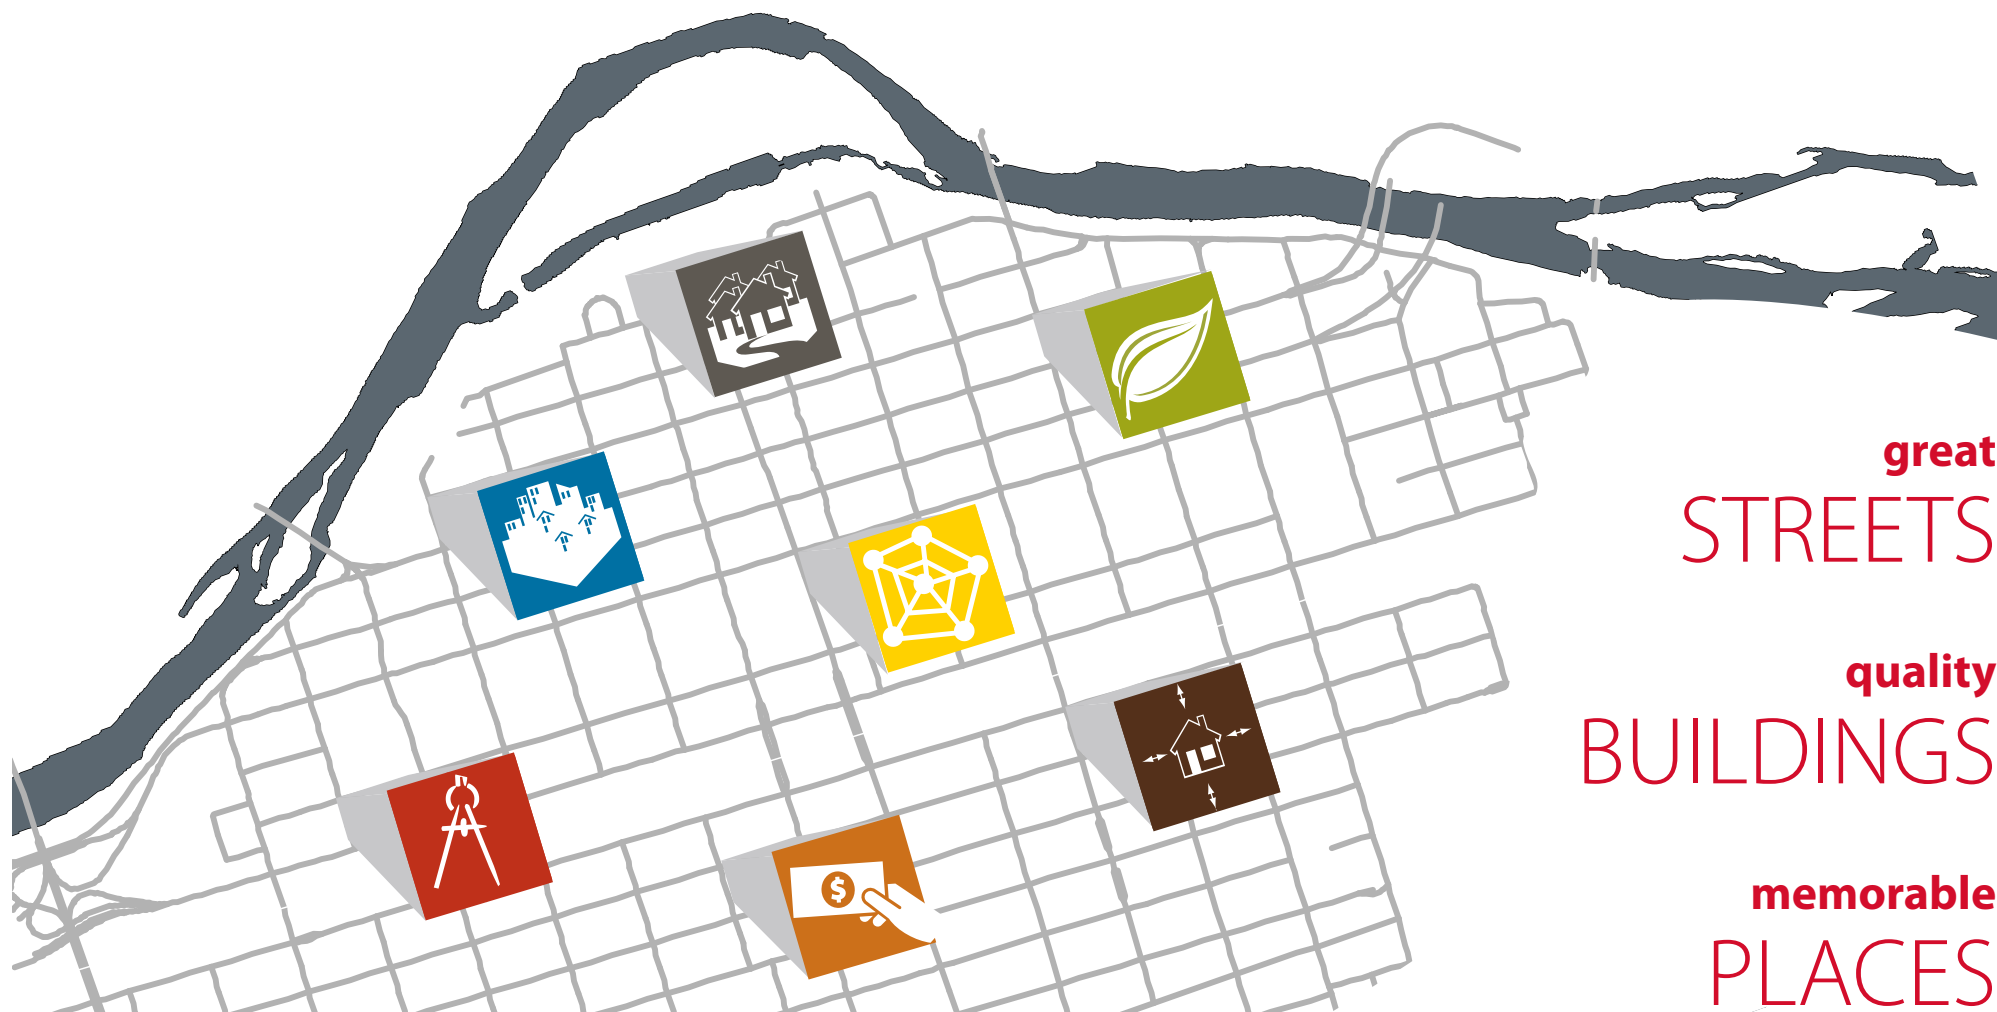 great
STREETS
quality
BUILDINGS
memorable
PLACES
$